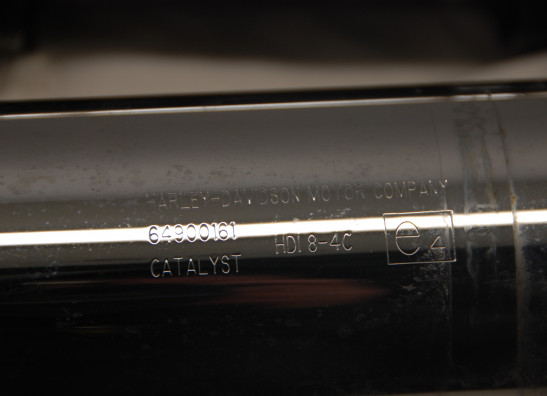 HARLEY-DAVIDSON MOTOR COMPANY
64900161 HDI 8-4C e4
CATALYST